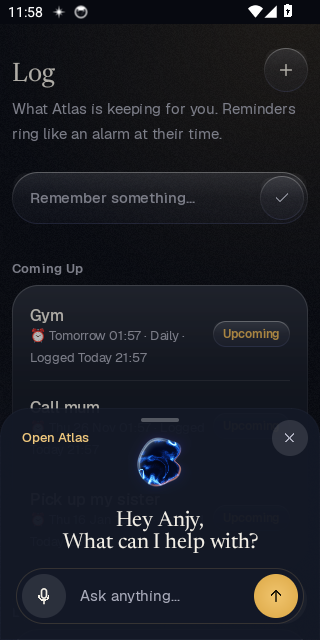 11:58
Log
What Atlas is keeping for you. Reminders
ring like an alarm at their time.
Remember something...
Coming Up
Gym
⏰ Tomorrow 01:57 · Daily ·
Logged Today 21:57
Upcoming
Call mum
Open Atlas
Pick up my sister
Hey Anjy,
What can I help with?
Ask anything...